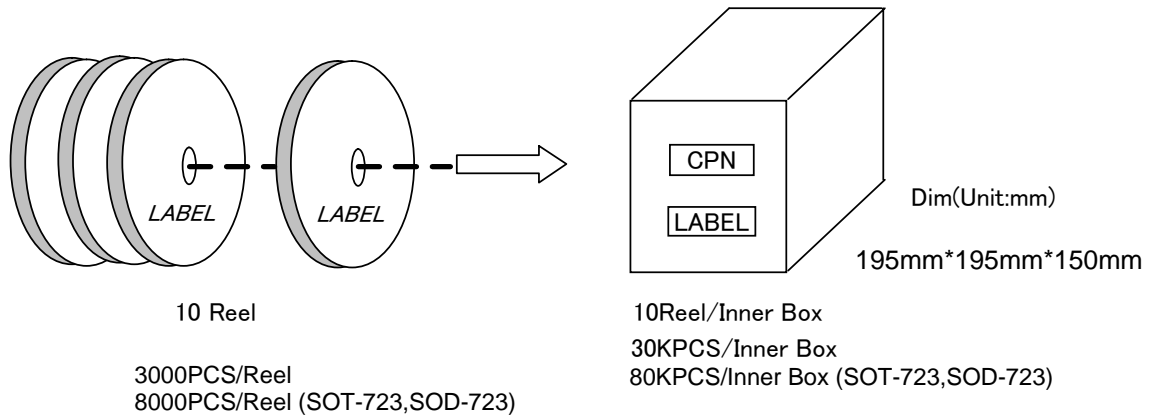 LABEL
LABEL
CPN
LABEL
Dim(Unit:mm)
195mm*195mm*150mm
10 Reel
3000PCS/Reel
8000PCS/Reel (SOT-723,SOD-723)
10Reel/Inner Box
30KPCS/Inner Box
80KPCS/Inner Box (SOT-723,SOD-723)